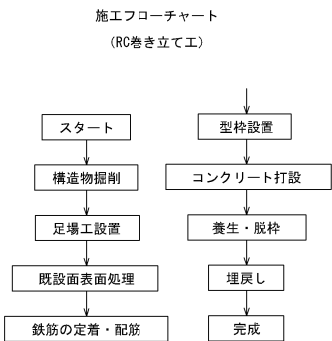 施工フローチャート
(RC巻き立て工)
スタート
構造物掘削
足場工設置
既設面表面処理
鉄筋の定着・配筋
型枠設置
コンクリート打設
養生・脱枠
埋戻し
完成